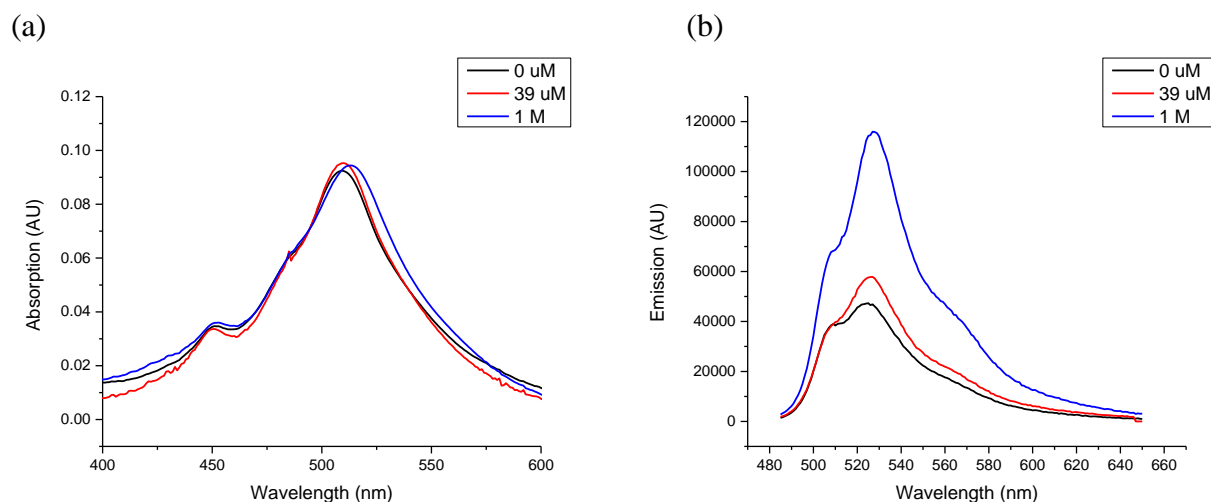 (a)
0 uM
39 uM
1 M
0.12
0.10
0.08
0.06
0.04
0.02
0.00
Absorption (AU)
400
450
500
550
600
Wavelength (nm)
(b)
0 uM
39 uM
1 M
120000
100000
80000
60000
40000
20000
0
Emission (AU)
480
500
520
540
560
580
600
620
640
660
Wavelength (nm)